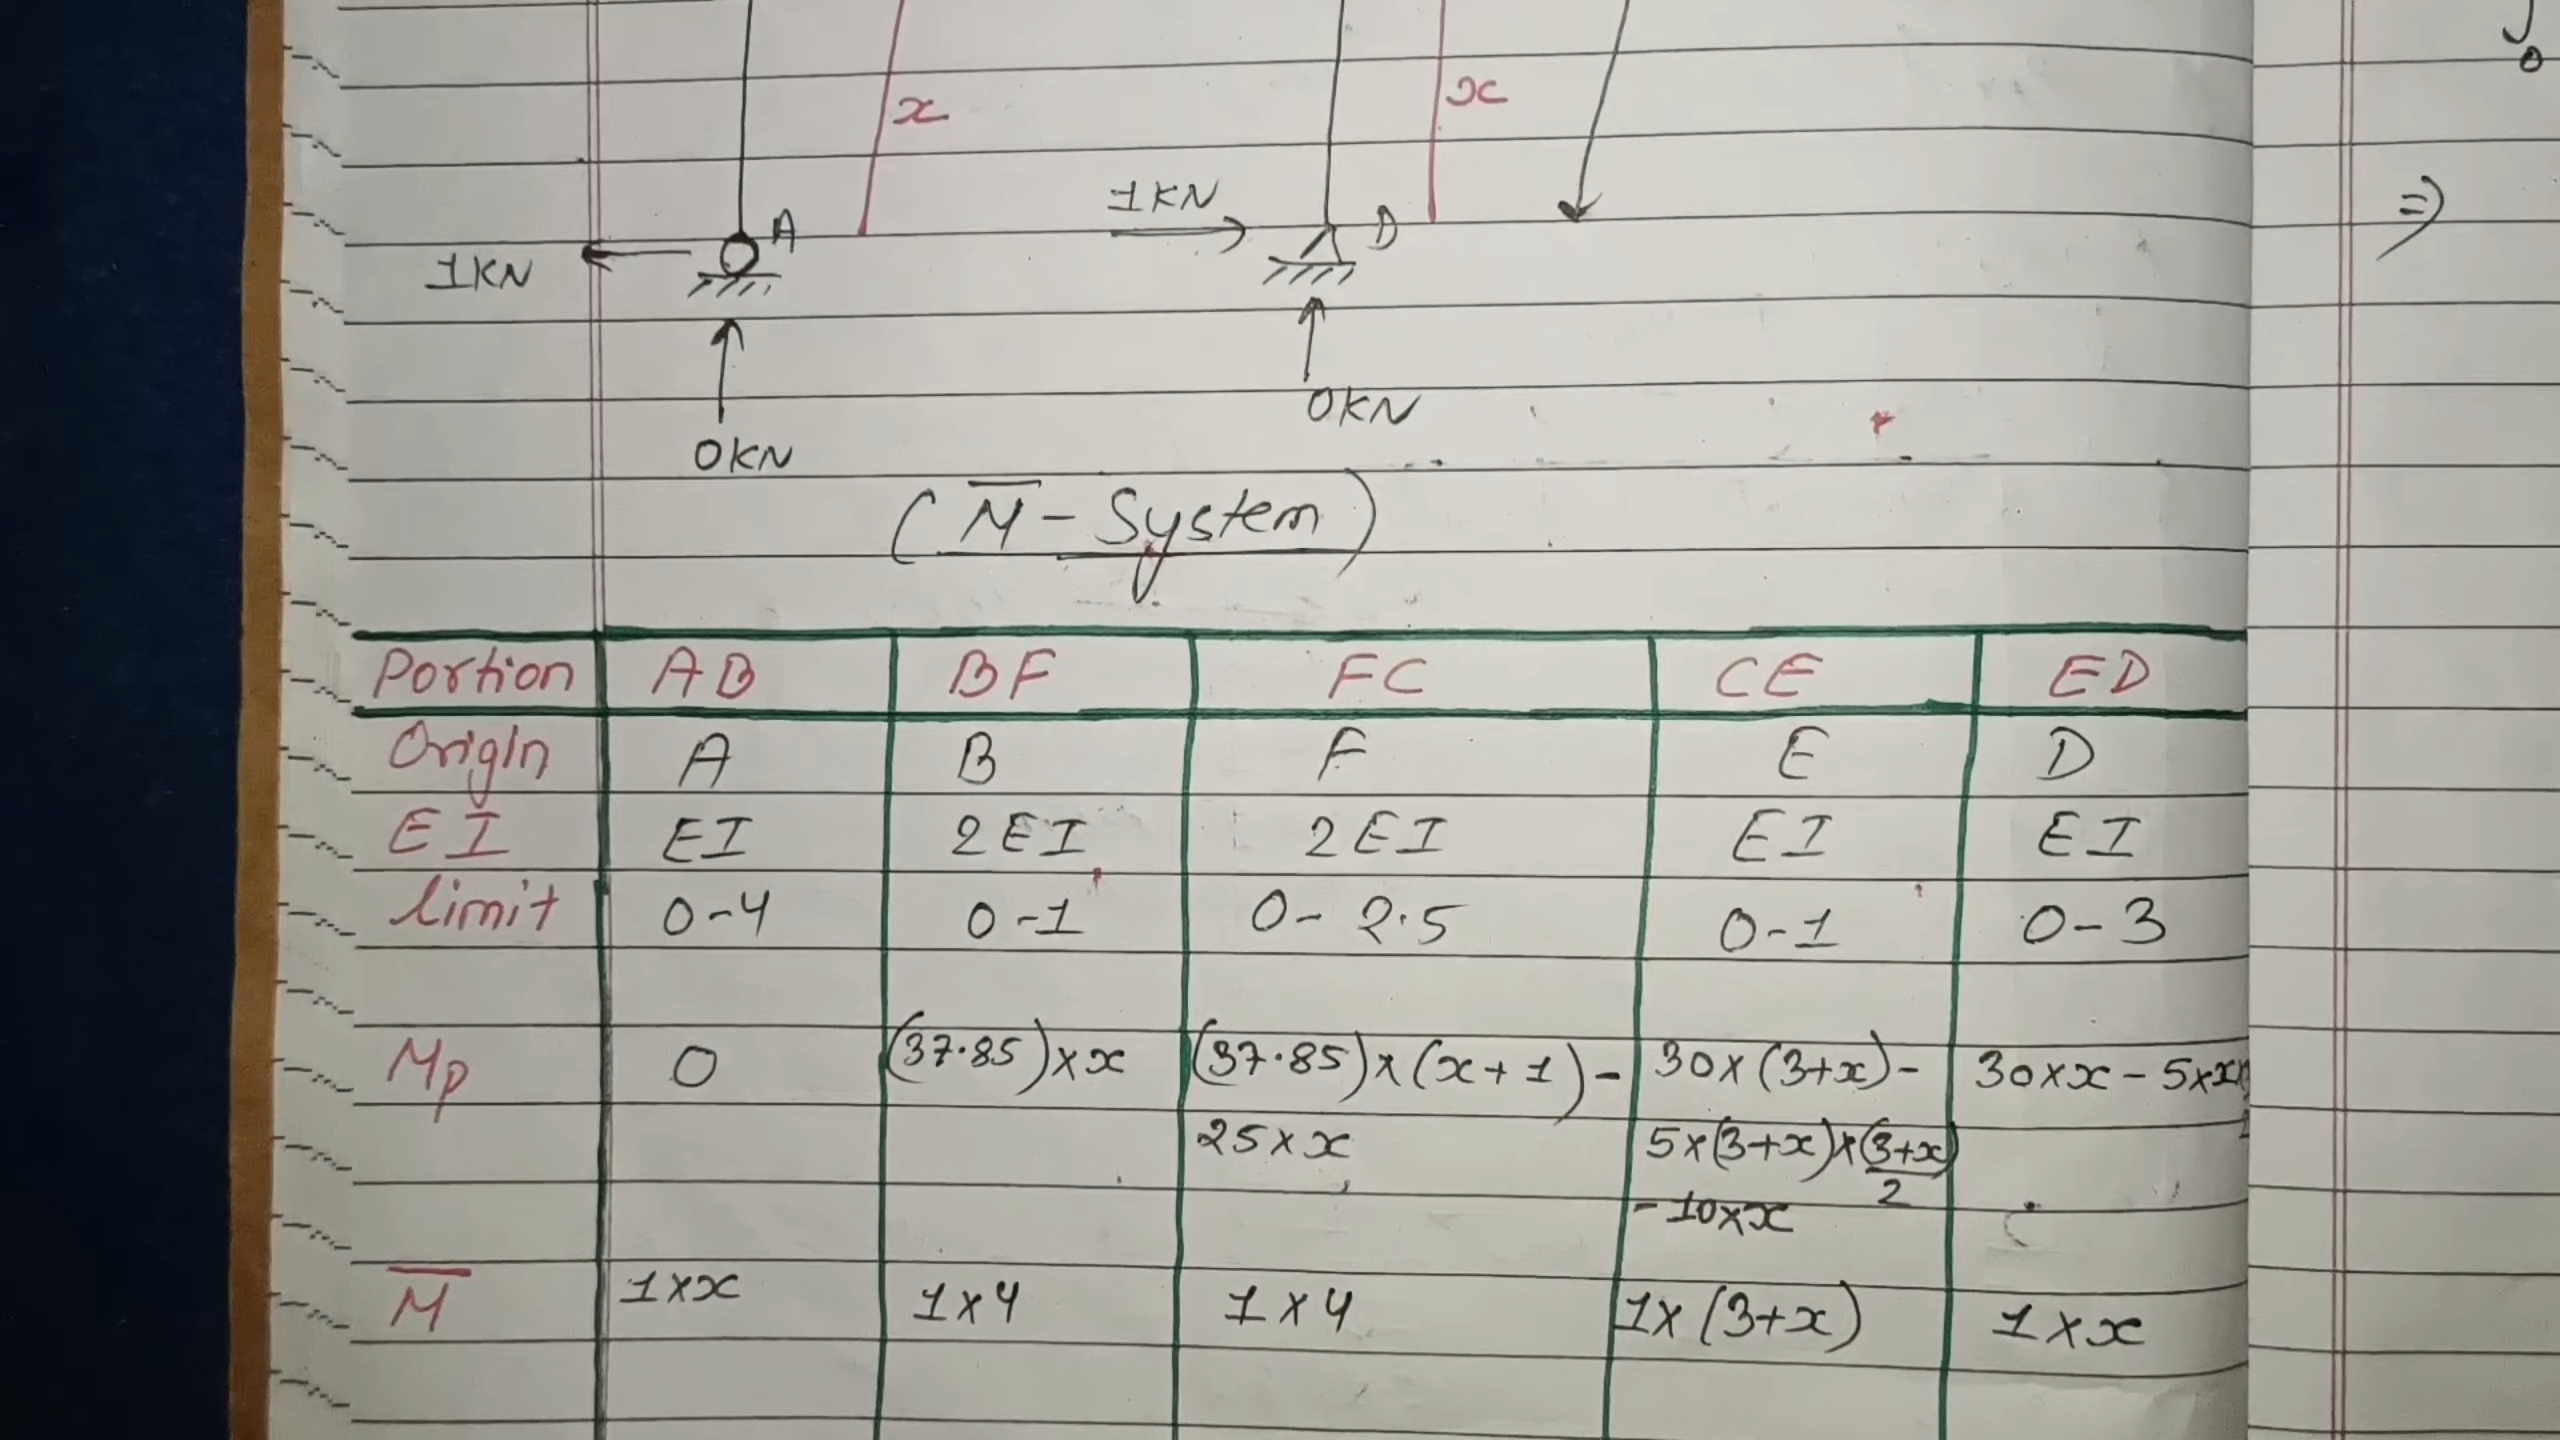 x
x
1KN
A
D
1KN
0KN
0KN
(M̅ - System)
Portion AB BF FC CE ED
Origin A B F E D
EI EI 2EI 2EI EI EI
limit 0-4 0-1 0-2.5 0-1 0-3
Mp 0 (37.85)×x (37.85)×(x+1)- 30×(3+x)- 30×x-5×x×
25×x 5×(3+x)×(3+x)/2
-10×x
M̅ 1×x 1×4 1×4 1×(3+x) 1×x
0
⇒